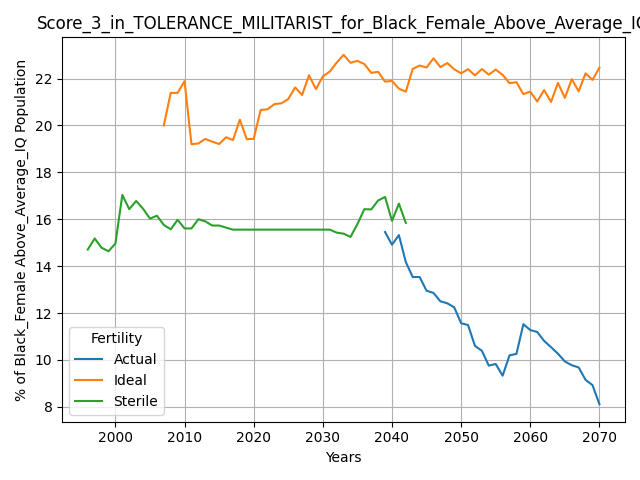 Score_3_in_TOLERANCE_MILITARIST_for_Black_Female_Above_Average_IQ
% of Black_Female Above_Average_IQ Population
22
20
18
16
14
12
10
8
Fertility
Actual
Ideal
Sterile
2000 2010 2020 2030 2040 2050 2060 2070
Years